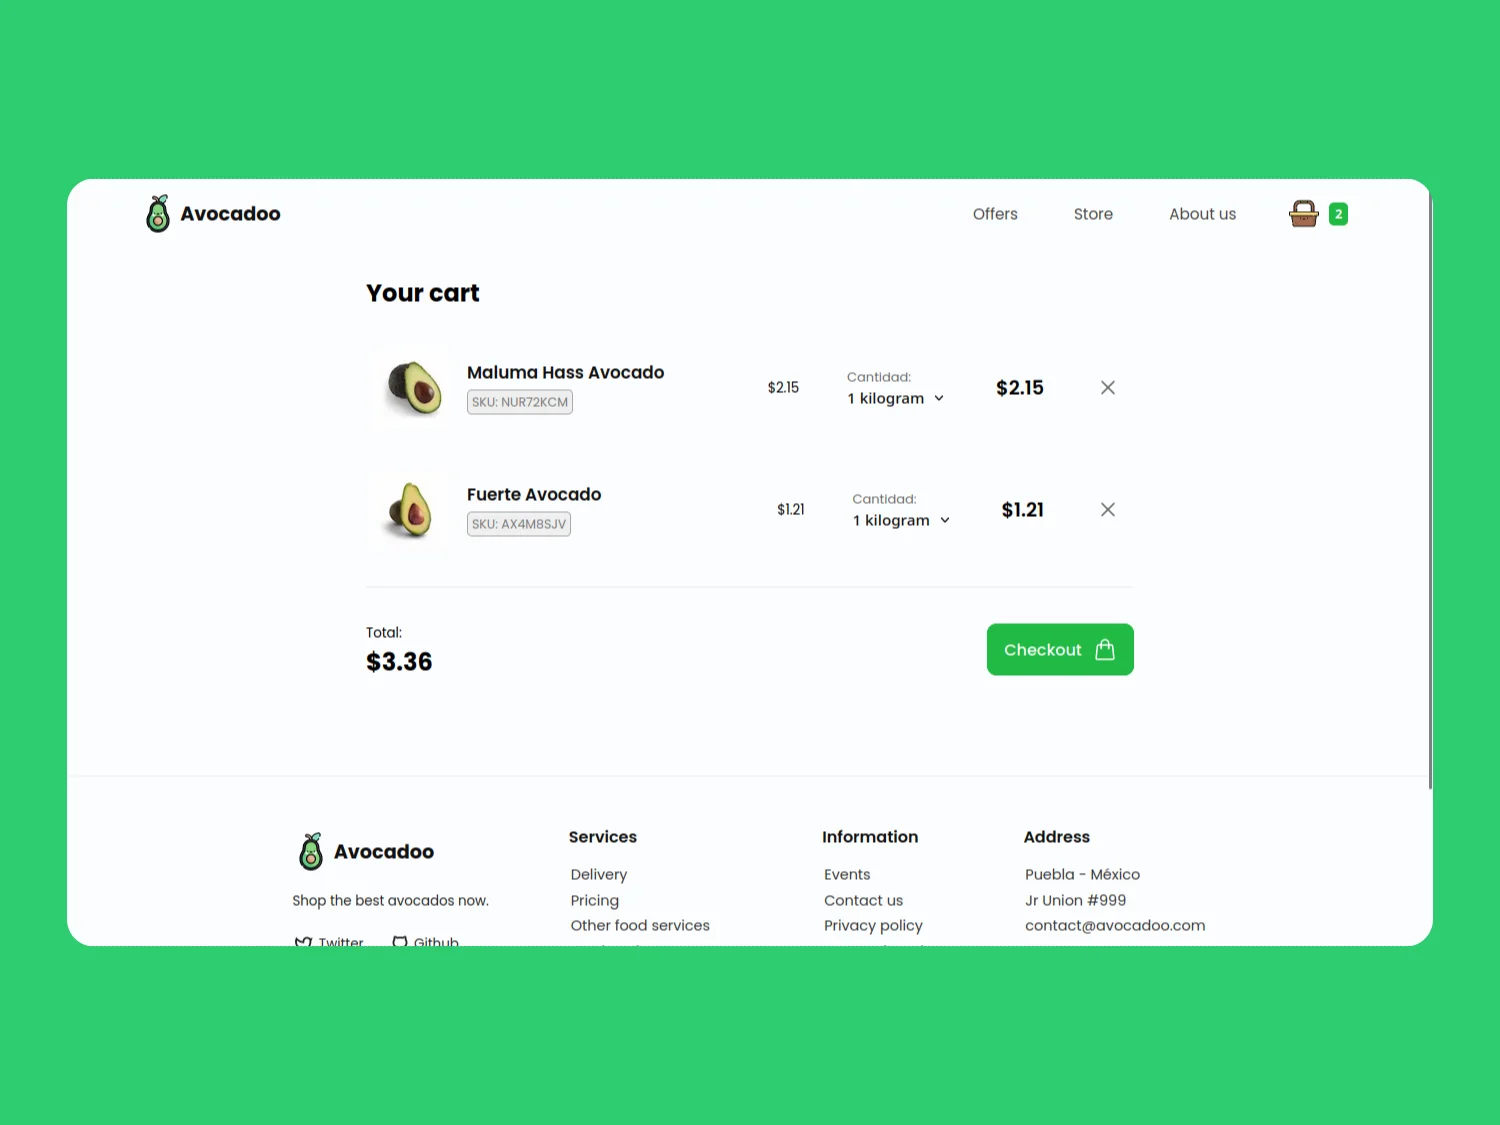 Avocadoo
Offers
Store
About us
2
Your cart
Maluma Hass Avocado
SKU: NUR72KCM
$2.15
Cantidad:
1 kilogram
$2.15
Fuerte Avocado
SKU: AX4M8SJV
$1.21
Cantidad:
1 kilogram
$1.21
Total:
$3.36
Checkout
Avocadoo
Shop the best avocados now.
Twitter
Github
Services
Delivery
Pricing
Other food services
Information
Events
Contact us
Privacy policy
Address
Puebla - México
Jr Union #999
contact@avocadoo.com